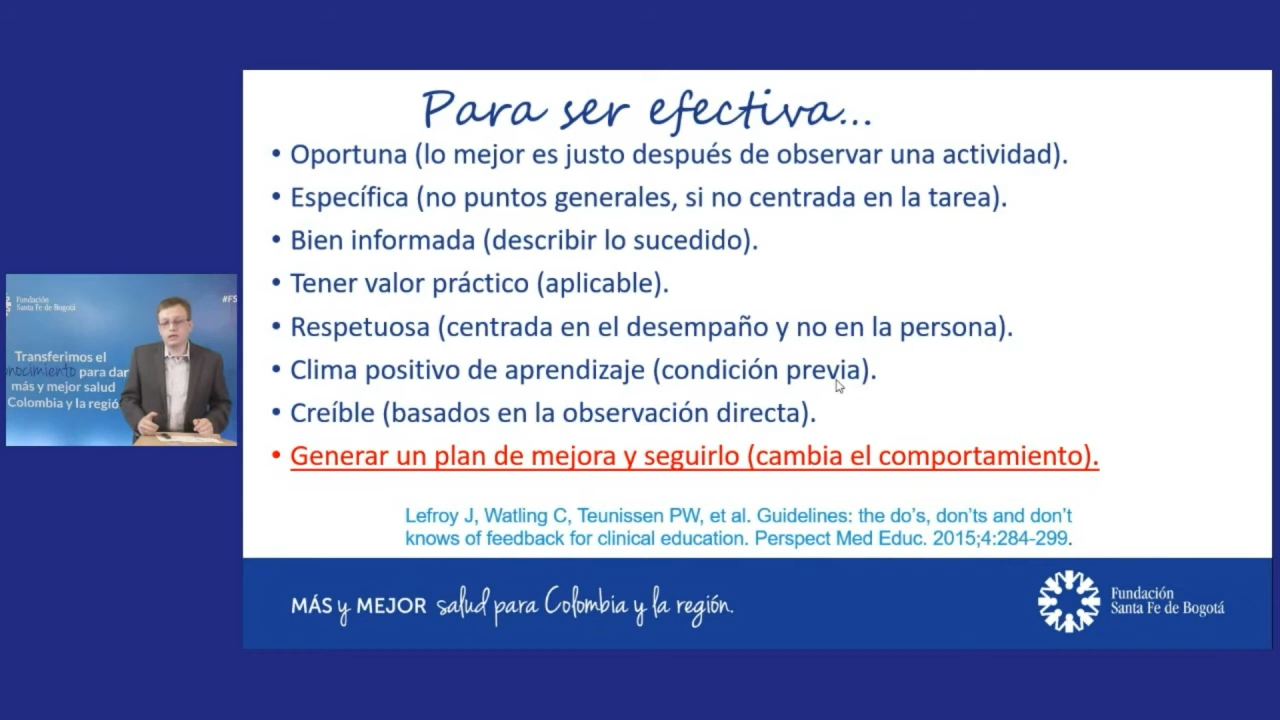 Para ser efectiva...
• Oportuna (lo mejor es justo después de observar una actividad).
• Específica (no puntos generales, si no centrada en la tarea).
• Bien informada (describir lo sucedido).
• Tener valor práctico (aplicable).
• Respetuosa (centrada en el desempaño y no en la persona).
• Clima positivo de aprendizaje (condición previa).
• Creíble (basados en la observación directa).
• Generar un plan de mejora y seguirlo (cambia el comportamiento).
Lefroy J, Watling C, Teunissen PW, et al. Guidelines: the do's, don'ts and don't
knows of feedback for clinical education. Perspect Med Educ. 2015;4:284-299.
MÁS y MEJOR salud para Colombia y la región.
Fundación
Santa Fe de Bogotá
Fundación
Santa Fe de Bogotá
#FS
Transferimos el
onocimiento para dar
más y mejor salud
Colombia y la regió